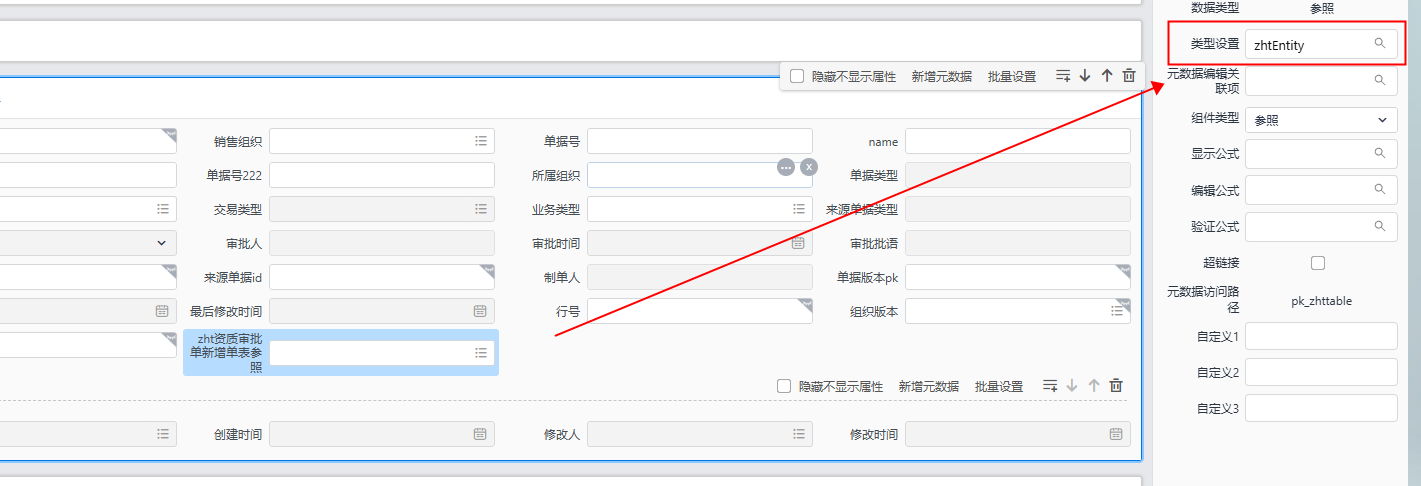 数据类型 参照
类型设置 zhtEntity
隐藏不显示属性 新增元数据 批量设置
元数据编辑关
联项
组件类型 参照
显示公式
编辑公式
验证公式
超链接
元数据访问路
径
pk_zhttable
自定义1
自定义2
自定义3
销售组织 单据号 name
单据号222 所属组织 单据类型
交易类型 业务类型 来源单据类型
审批人 审批时间 审批批语
来源单据id 制单人 单据版本pk
最后修改时间 行号 组织版本
zht资质审批
单新增单表参
照
隐藏不显示属性 新增元数据 批量设置
创建时间 修改人 修改时间